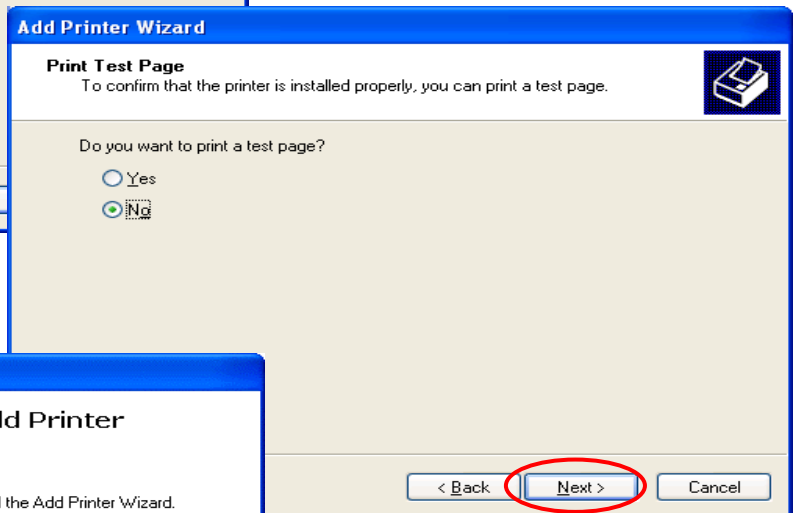 Add Printer Wizard
Print Test Page
To confirm that the printer is installed properly, you can print a test page.
Do you want to print a test page?
Yes
No
< Back Next > Cancel
Printer
the Add Printer Wizard.